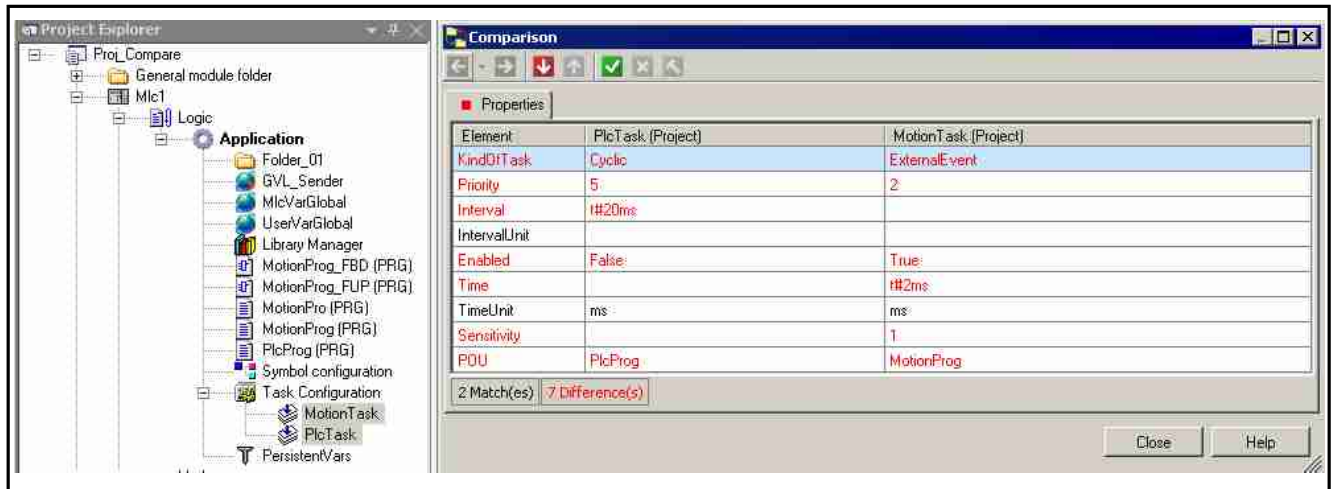 Project Explorer
Proj_Compare
General module folder
Mlc1
Logic
Application
Folder_01
GVL_Sender
MlcVarGlobal
UserVarGlobal
Library Manager
MotionProg_FBD (PRG)
MotionProg_FUP (PRG)
MotionPro (PRG)
MotionProg (PRG)
PlcProg (PRG)
Symbol configuration
Task Configuration
MotionTask
PlcTask
PersistentVars
Comparison
Properties
Element PlcTask (Project) MotionTask (Project)
KindOfTask Cyclic ExternalEvent
Priority 5 2
Interval t#20ms
IntervalUnit
Enabled False True
Time t#2ms
TimeUnit ms ms
Sensitivity 1
POU PlcProg MotionProg
2 Match(es) 7 Difference(s)
Close Help